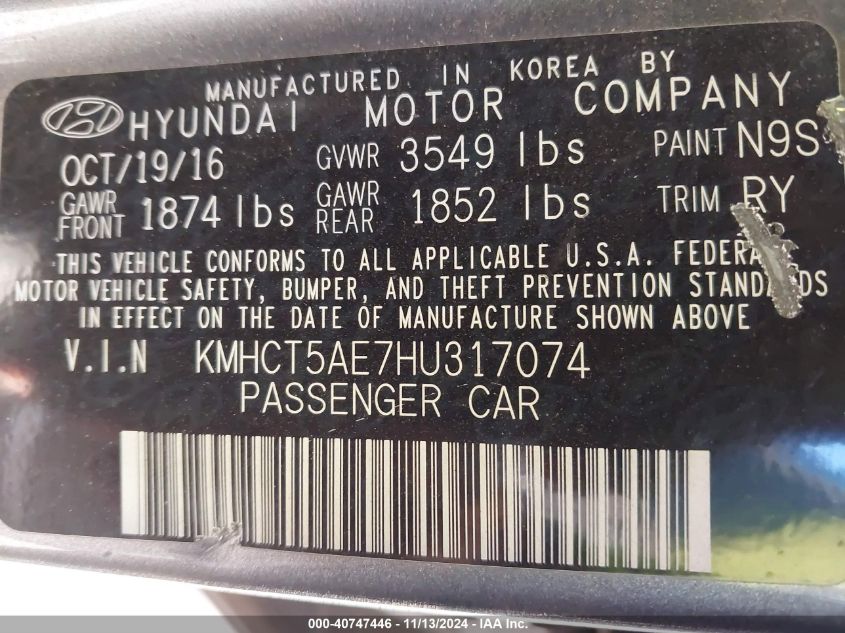 MANUFACTURED IN KOREA BY
HYUNDAI MOTOR COMPANY
OCT/19/16 GVWR 3549 lbs PAINT N9S
GAWR FRONT 1874 lbs GAWR REAR 1852 lbs TRIM RY
THIS VEHICLE CONFORMS TO ALL APPLICABLE U.S.A. FEDERAL
MOTOR VEHICLE SAFETY, BUMPER, AND THEFT PREVENTION STANDARDS
IN EFFECT ON THE DATE OF MANUFACTURE SHOWN ABOVE
V.I.N KMHCT5AE7HU317074
PASSENGER CAR
000-40747446 - 11/13/2024 - IAA Inc.